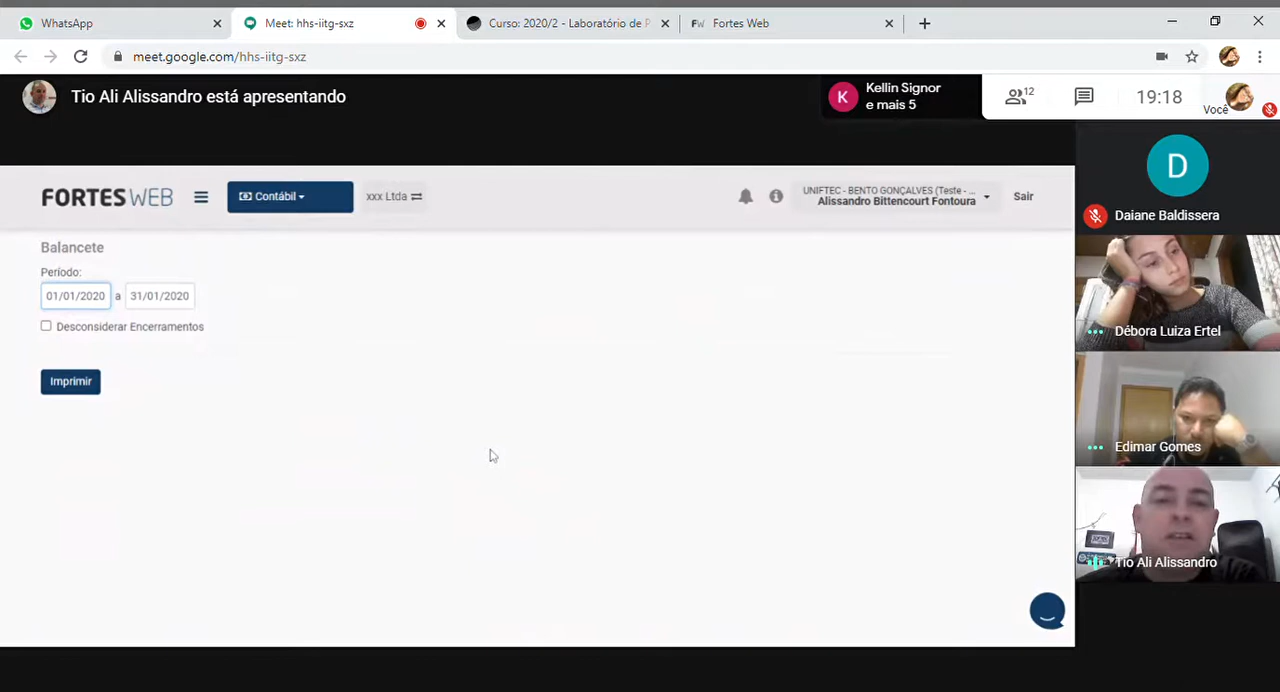 WhatsApp
Meet: hhs-iitg-sxz
Curso: 2020/2 - Laboratório de P
FW Fortes Web
meet.google.com/hhs-iitg-sxz
Tio Ali Alissandro está apresentando
K
Kellin Signor
e mais 5
12
19:18
Você
FORTES WEB
Contábil
xxx Ltda
UNIFTEC - BENTO GONÇALVES (Teste - ...
Alissandro Bittencourt Fontoura
Sair
Balancete
Período:
01/01/2020 a 31/01/2020
Desconsiderar Encerramentos
Imprimir
D
Daiane Baldissera
Débora Luiza Ertel
Edimar Gomes
Tio Ali Alissandro